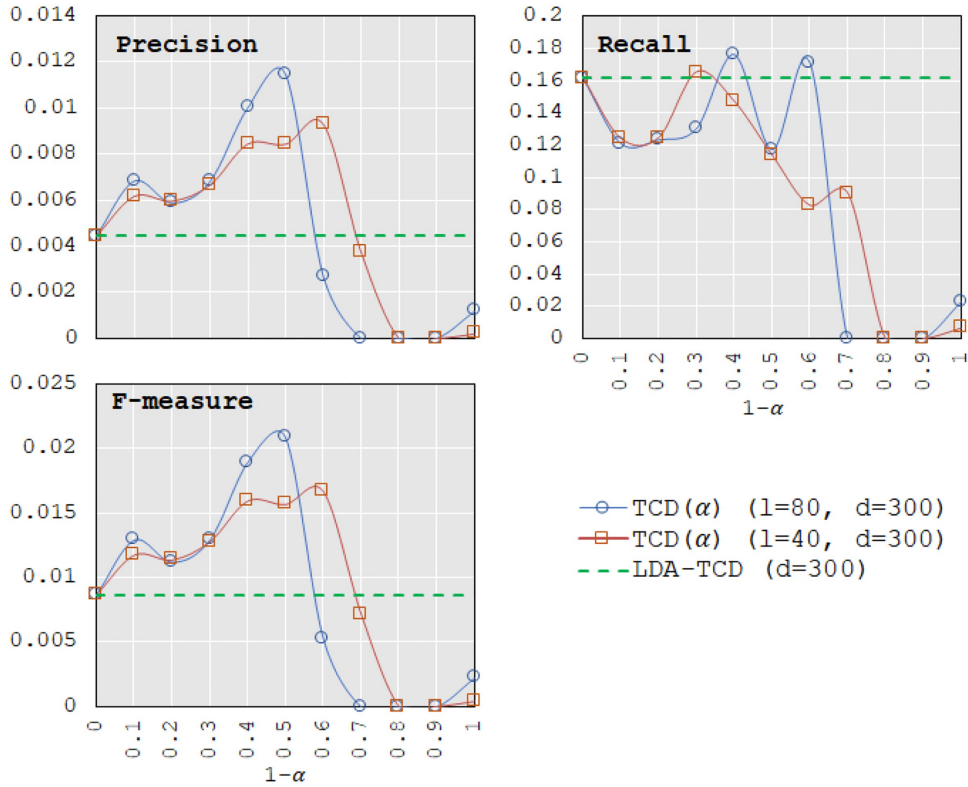 Precision
0.014
0.012
0.01
0.008
0.006
0.004
0.002
0
Recall
0.2
0.18
0.16
0.14
0.12
0.1
0.08
0.06
0.04
0.02
0
0 0.1 0.2 0.3 0.4 0.5 0.6 0.7 0.8 0.9 1
1-α
F-measure
0.025
0.02
0.015
0.01
0.005
0
0 0.1 0.2 0.3 0.4 0.5 0.6 0.7 0.8 0.9 1
1-α
TCD(α) (l=80, d=300)
TCD(α) (l=40, d=300)
LDA-TCD (d=300)